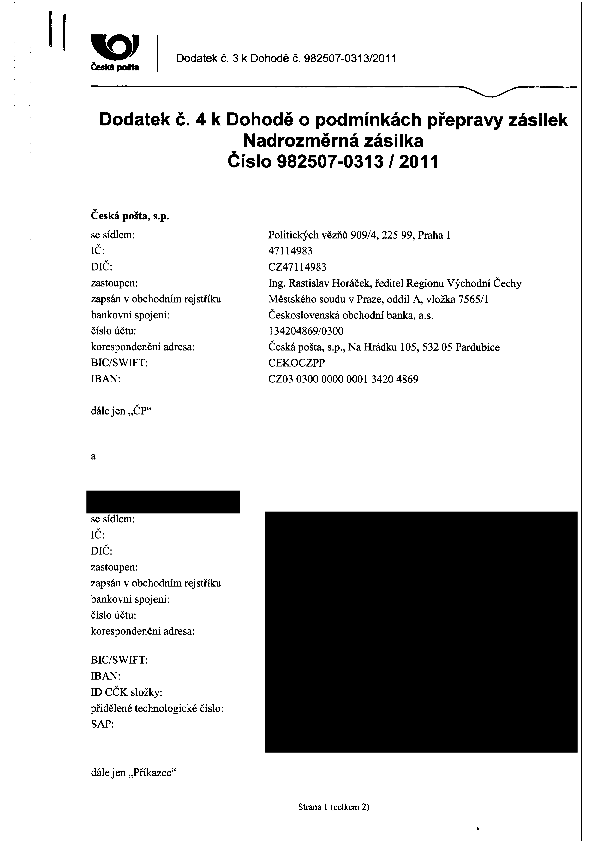 Česká pošta
Dodatek č. 3 k Dohodě č. 982507-0313/2011
Dodatek č. 4 k Dohodě o podmínkách přepravy zásilek
Nadrozměrná zásilka
Číslo 982507-0313 / 2011
Česká pošta, s.p.
se sídlem: Politických vězňů 909/4, 225 99, Praha 1
IČ: 47114983
DIČ: CZ47114983
zastoupen: Ing. Rastislav Horáček, ředitel Regionu Východní Čechy
zapsán v obchodním rejstříku Městského soudu v Praze, oddíl A, vložka 7565/1
bankovní spojení: Československá obchodní banka, a.s.
číslo účtu: 134204869/0300
korespondenční adresa: Česká pošta, s.p., Na Hrádku 105, 532 05 Pardubice
BIC/SWIFT: CEKOCZPP
IBAN: CZ03 0300 0000 0001 3420 4869
dále jen „ČP“
a
se sídlem:
IČ:
DIČ:
zastoupen:
zapsán v obchodním rejstříku
bankovní spojení:
číslo účtu:
korespondenční adresa:
BIC/SWIFT:
IBAN:
ID CČK složky:
přidělené technologické číslo:
SAP:
dále jen „Příkazce“
Strana 1 (celkem 2)